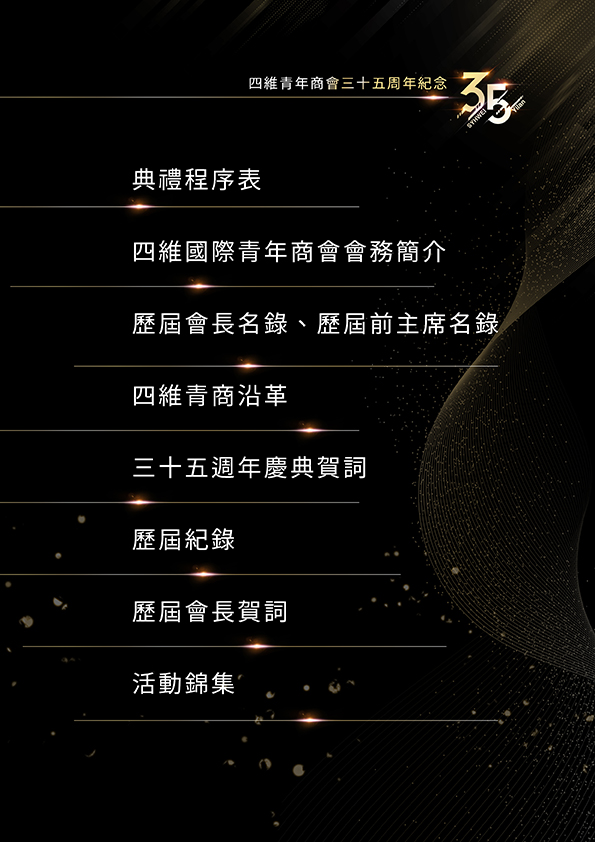 四維青年商會三十五周年紀念
35
SYHWEI
Yilan
典禮程序表
四維國際青年商會會務簡介
歷屆會長名錄、歷屆前主席名錄
四維青商沿革
三十五週年慶典賀詞
歷屆紀錄
歷屆會長賀詞
活動錦集